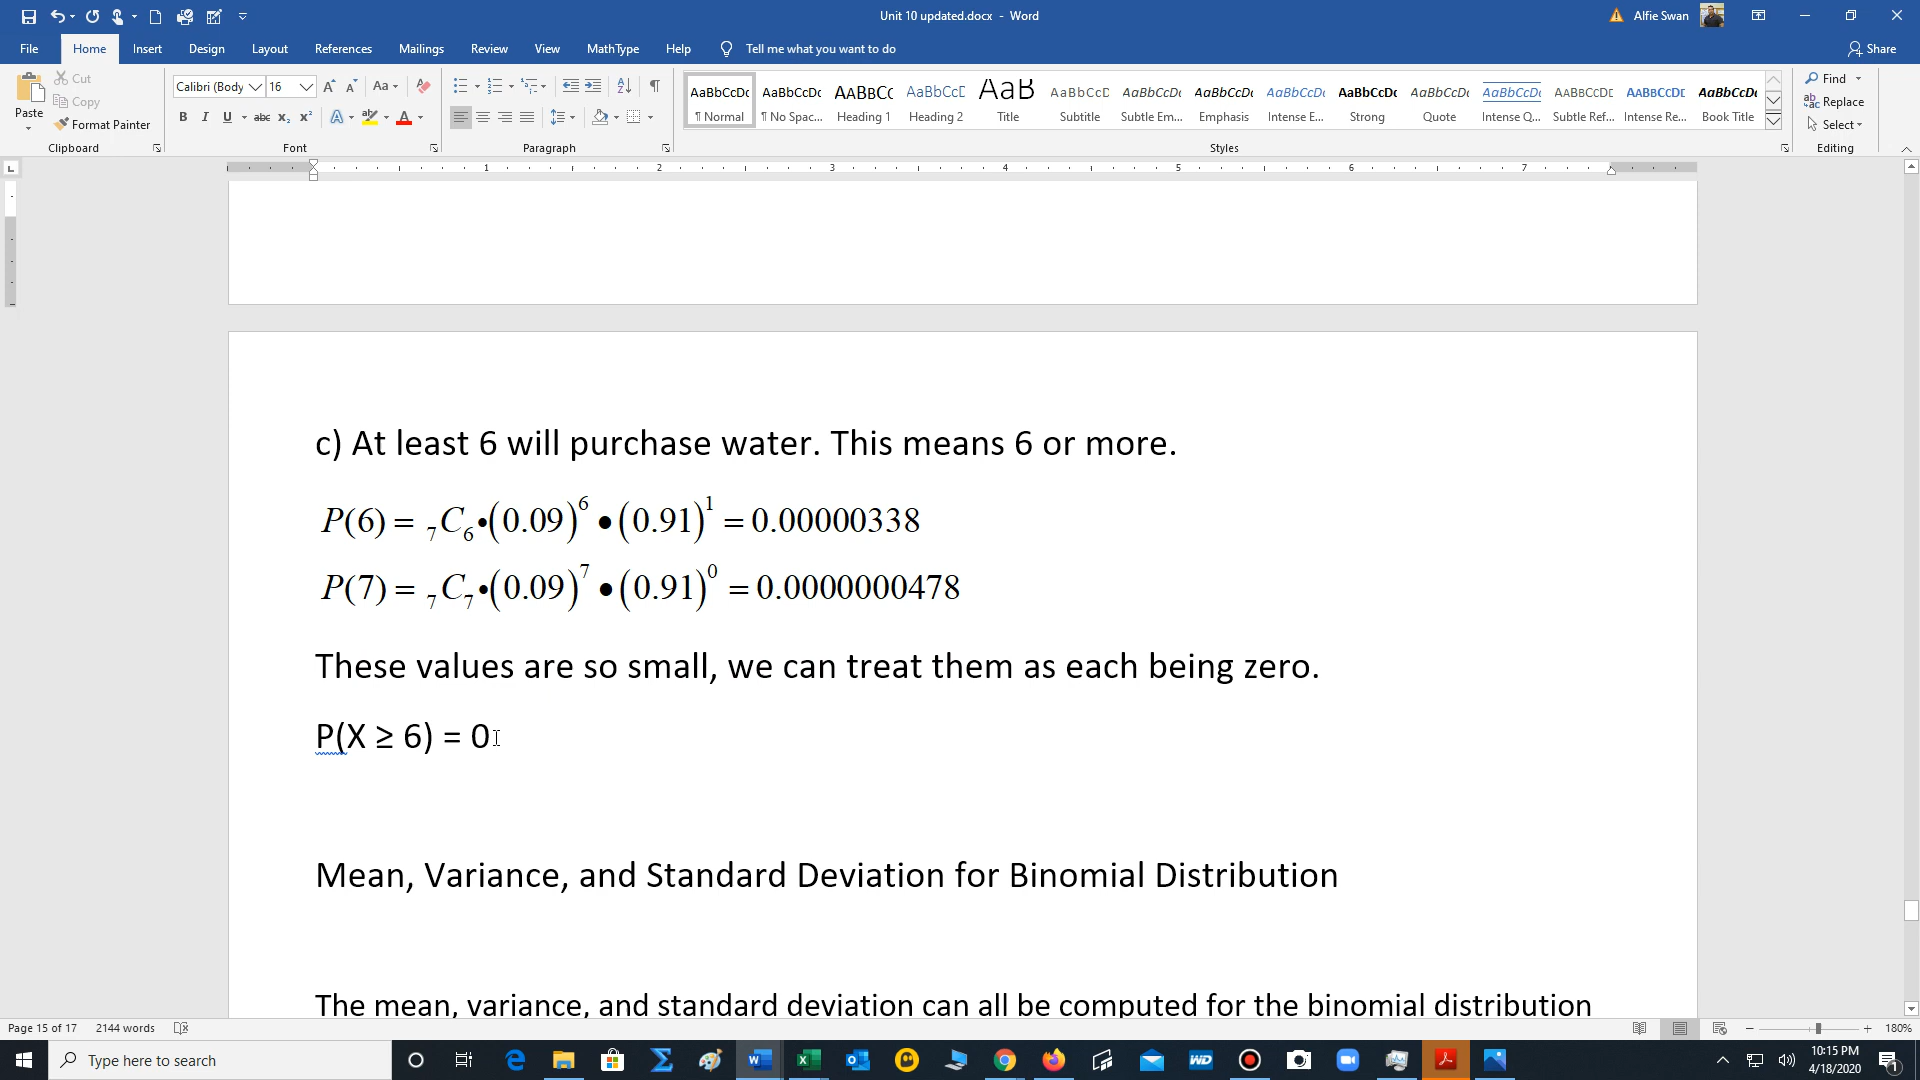 Unit 10 updated.docx - Word
Alfie Swan
File Home Insert Design Layout References Mailings Review View MathType Help Tell me what you want to do Share
Paste Cut Copy Format Painter
Calibri (Body 16
AaBbCcDc AaBbCcDc AaBbCc AaBbCcE AaB AaBbCcD AaBbCcDc AaBbCcDc AaBbCcDc AaBbCcDc AaBbCcDc AaBbCcDc AaBbCcDc AaBbCcDc AaBbCcDc
¶ Normal ¶ No Spac... Heading 1 Heading 2 Title Subtitle Subtle Em... Emphasis Intense E... Strong Quote Intense Q... Subtle Ref... Intense Re... Book Title
Find Replace Select
Clipboard Font Paragraph Styles Editing
1 2 3 4 5 6 7
c) At least 6 will purchase water. This means 6 or more.
P(6) = ₇C₆•(0.09)⁶ • (0.91)¹ = 0.00000338
P(7) = ₇C₇•(0.09)⁷ • (0.91)⁰ = 0.0000000478
These values are so small, we can treat them as each being zero.
P(X ≥ 6) = 0
Mean, Variance, and Standard Deviation for Binomial Distribution
The mean, variance, and standard deviation can all be computed for the binomial distribution
Page 15 of 17 2144 words 180%
Type here to search
10:15 PM
4/18/2020